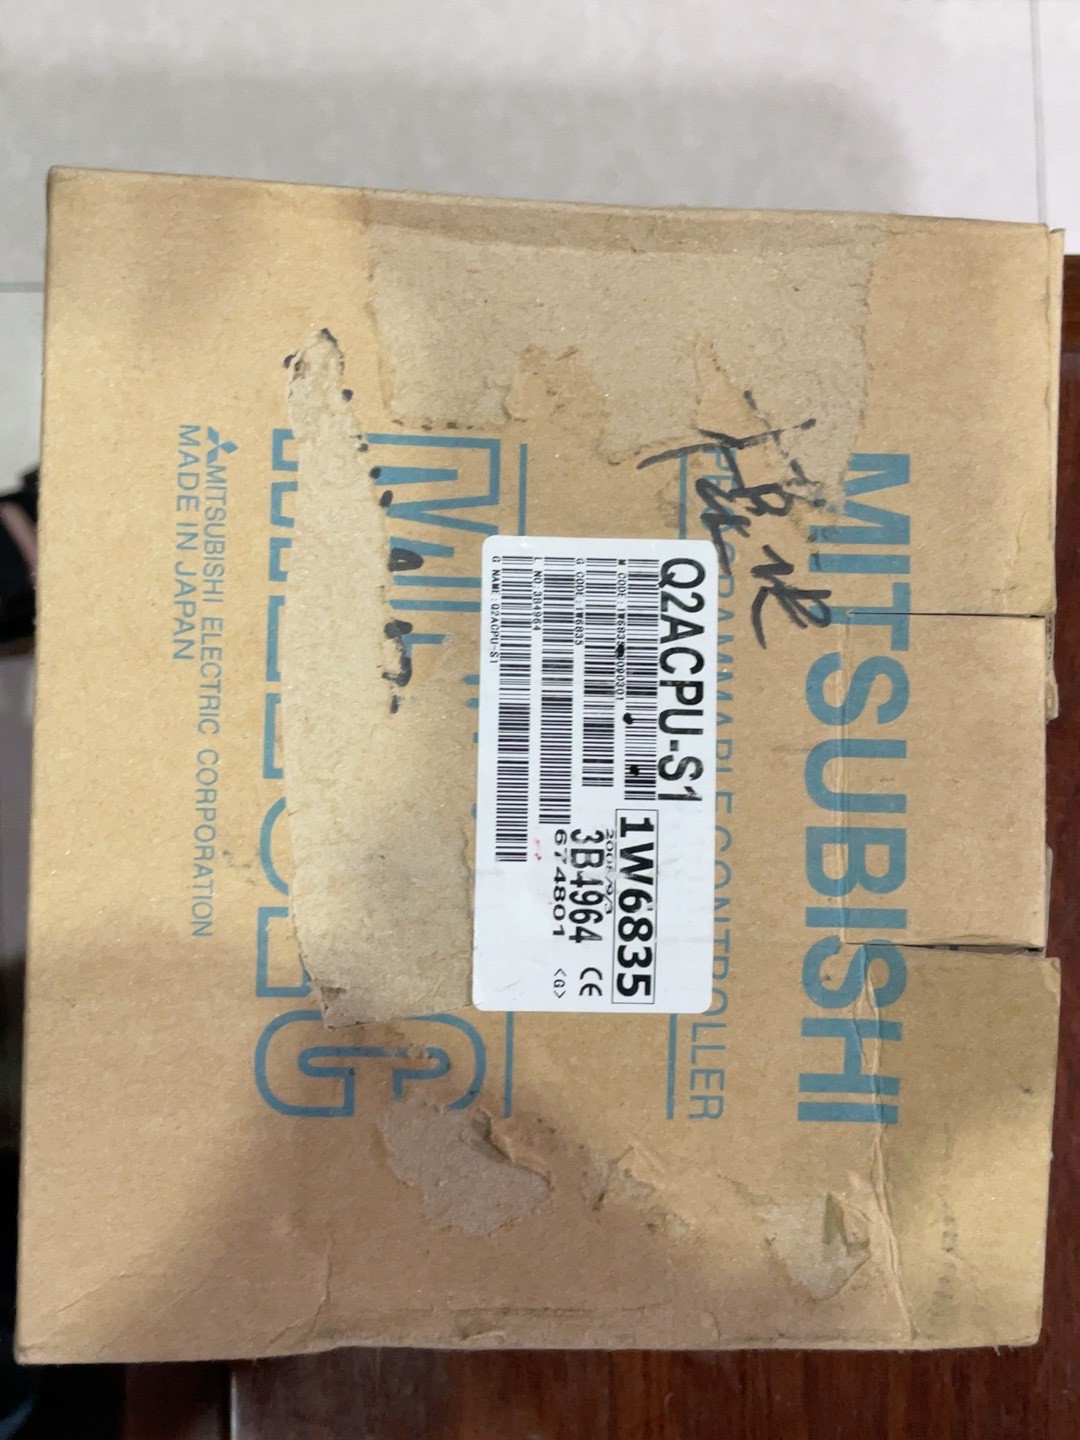 MITSUBISHI
PROGRAMMABLE CONTROLLER
Q2ACPU-S1
1W6835
G CODE:1W6835
3B4964
CE
L NO:3B4964
674801
<G>
G NAME:Q2ACPU-S1
MITSUBISHI ELECTRIC CORPORATION
MADE IN JAPAN